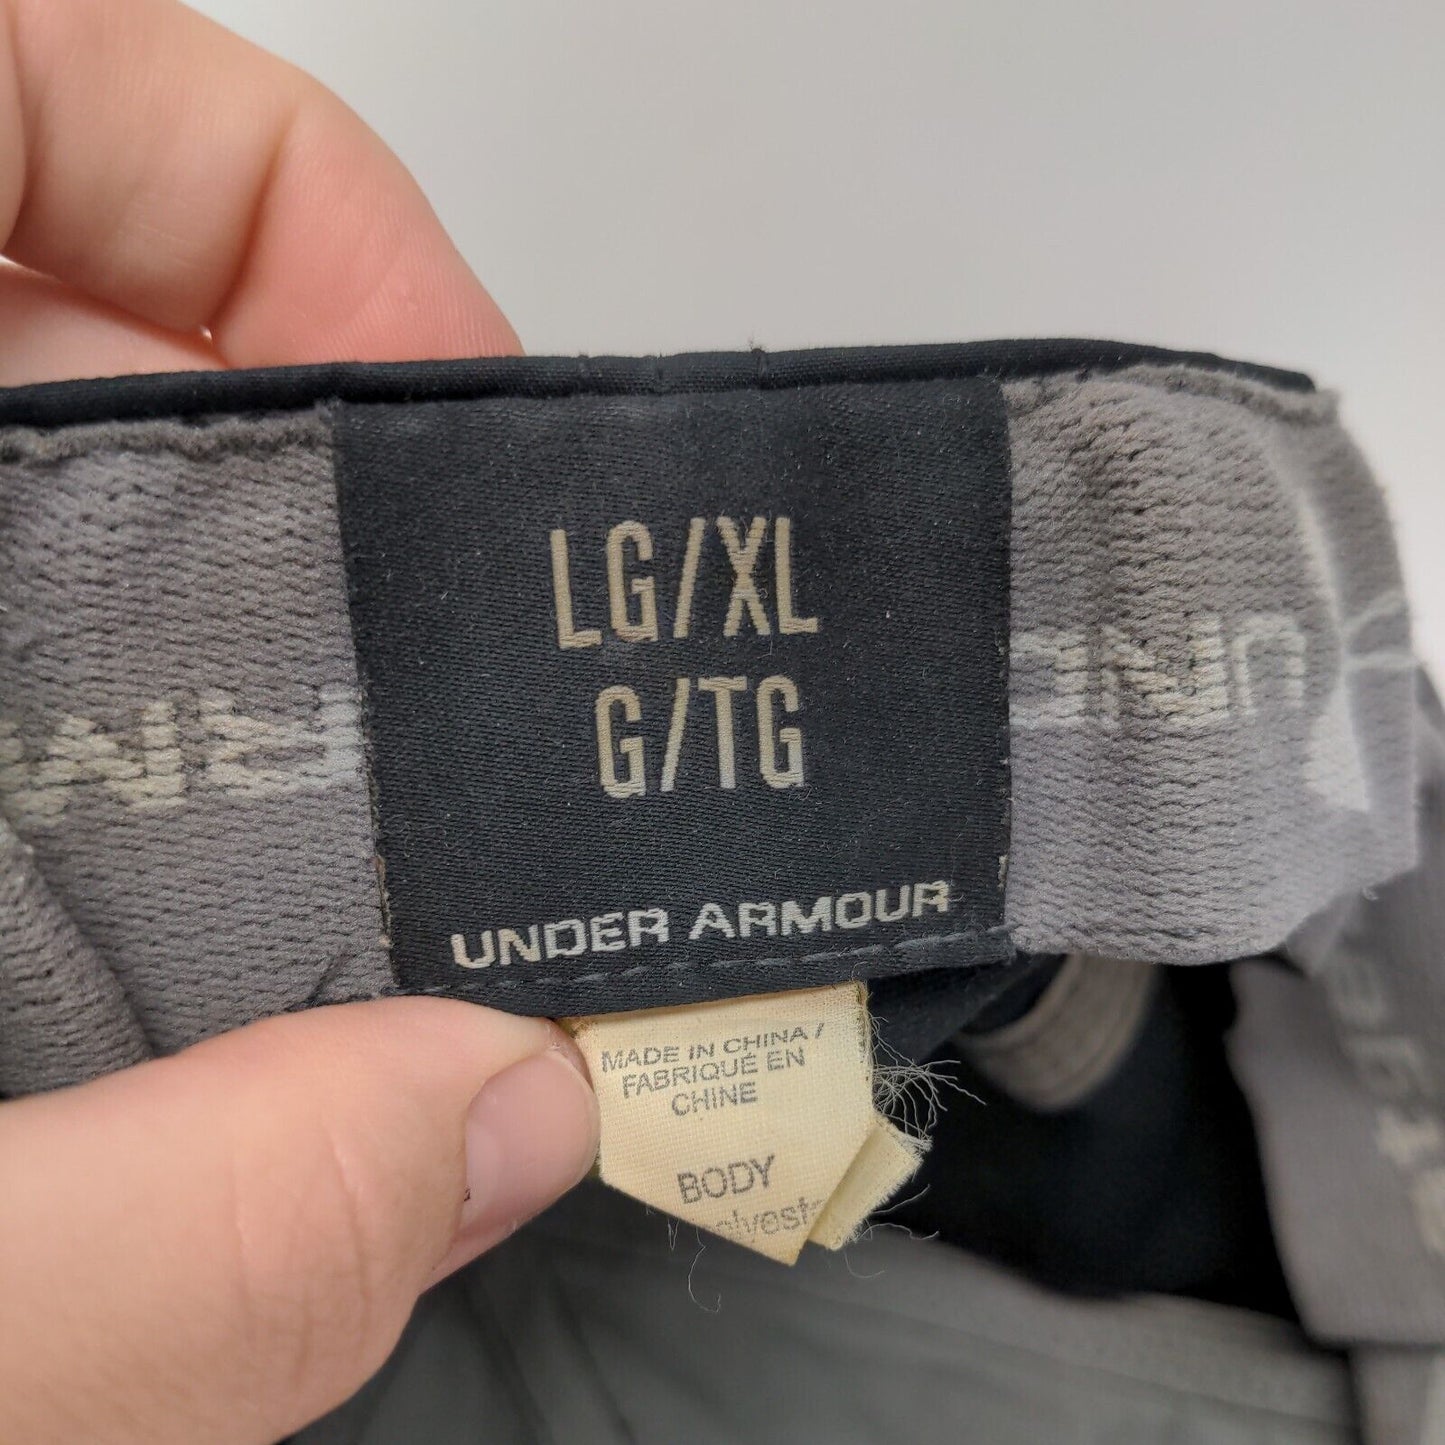 LG/XL
G/TG
UNDER ARMOUR
MADE IN CHINA /
FABRIQUÉ EN
CHINE
BODY